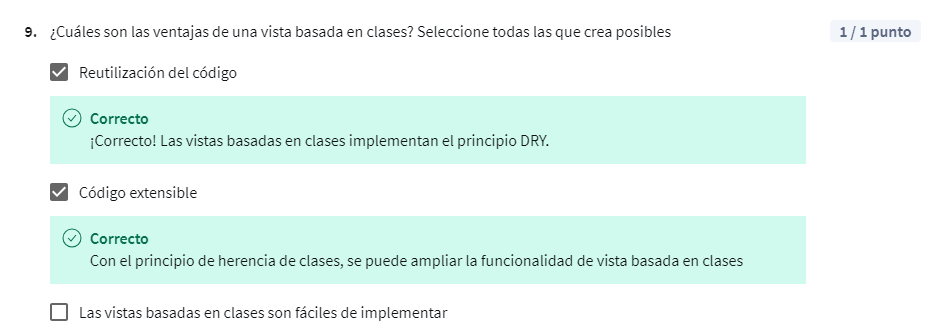 9. ¿Cuáles son las ventajas de una vista basada en clases? Seleccione todas las que crea posibles
1 / 1 punto
Reutilización del código
Correcto
¡Correcto! Las vistas basadas en clases implementan el principio DRY.
Código extensible
Correcto
Con el principio de herencia de clases, se puede ampliar la funcionalidad de vista basada en clases
Las vistas basadas en clases son fáciles de implementar